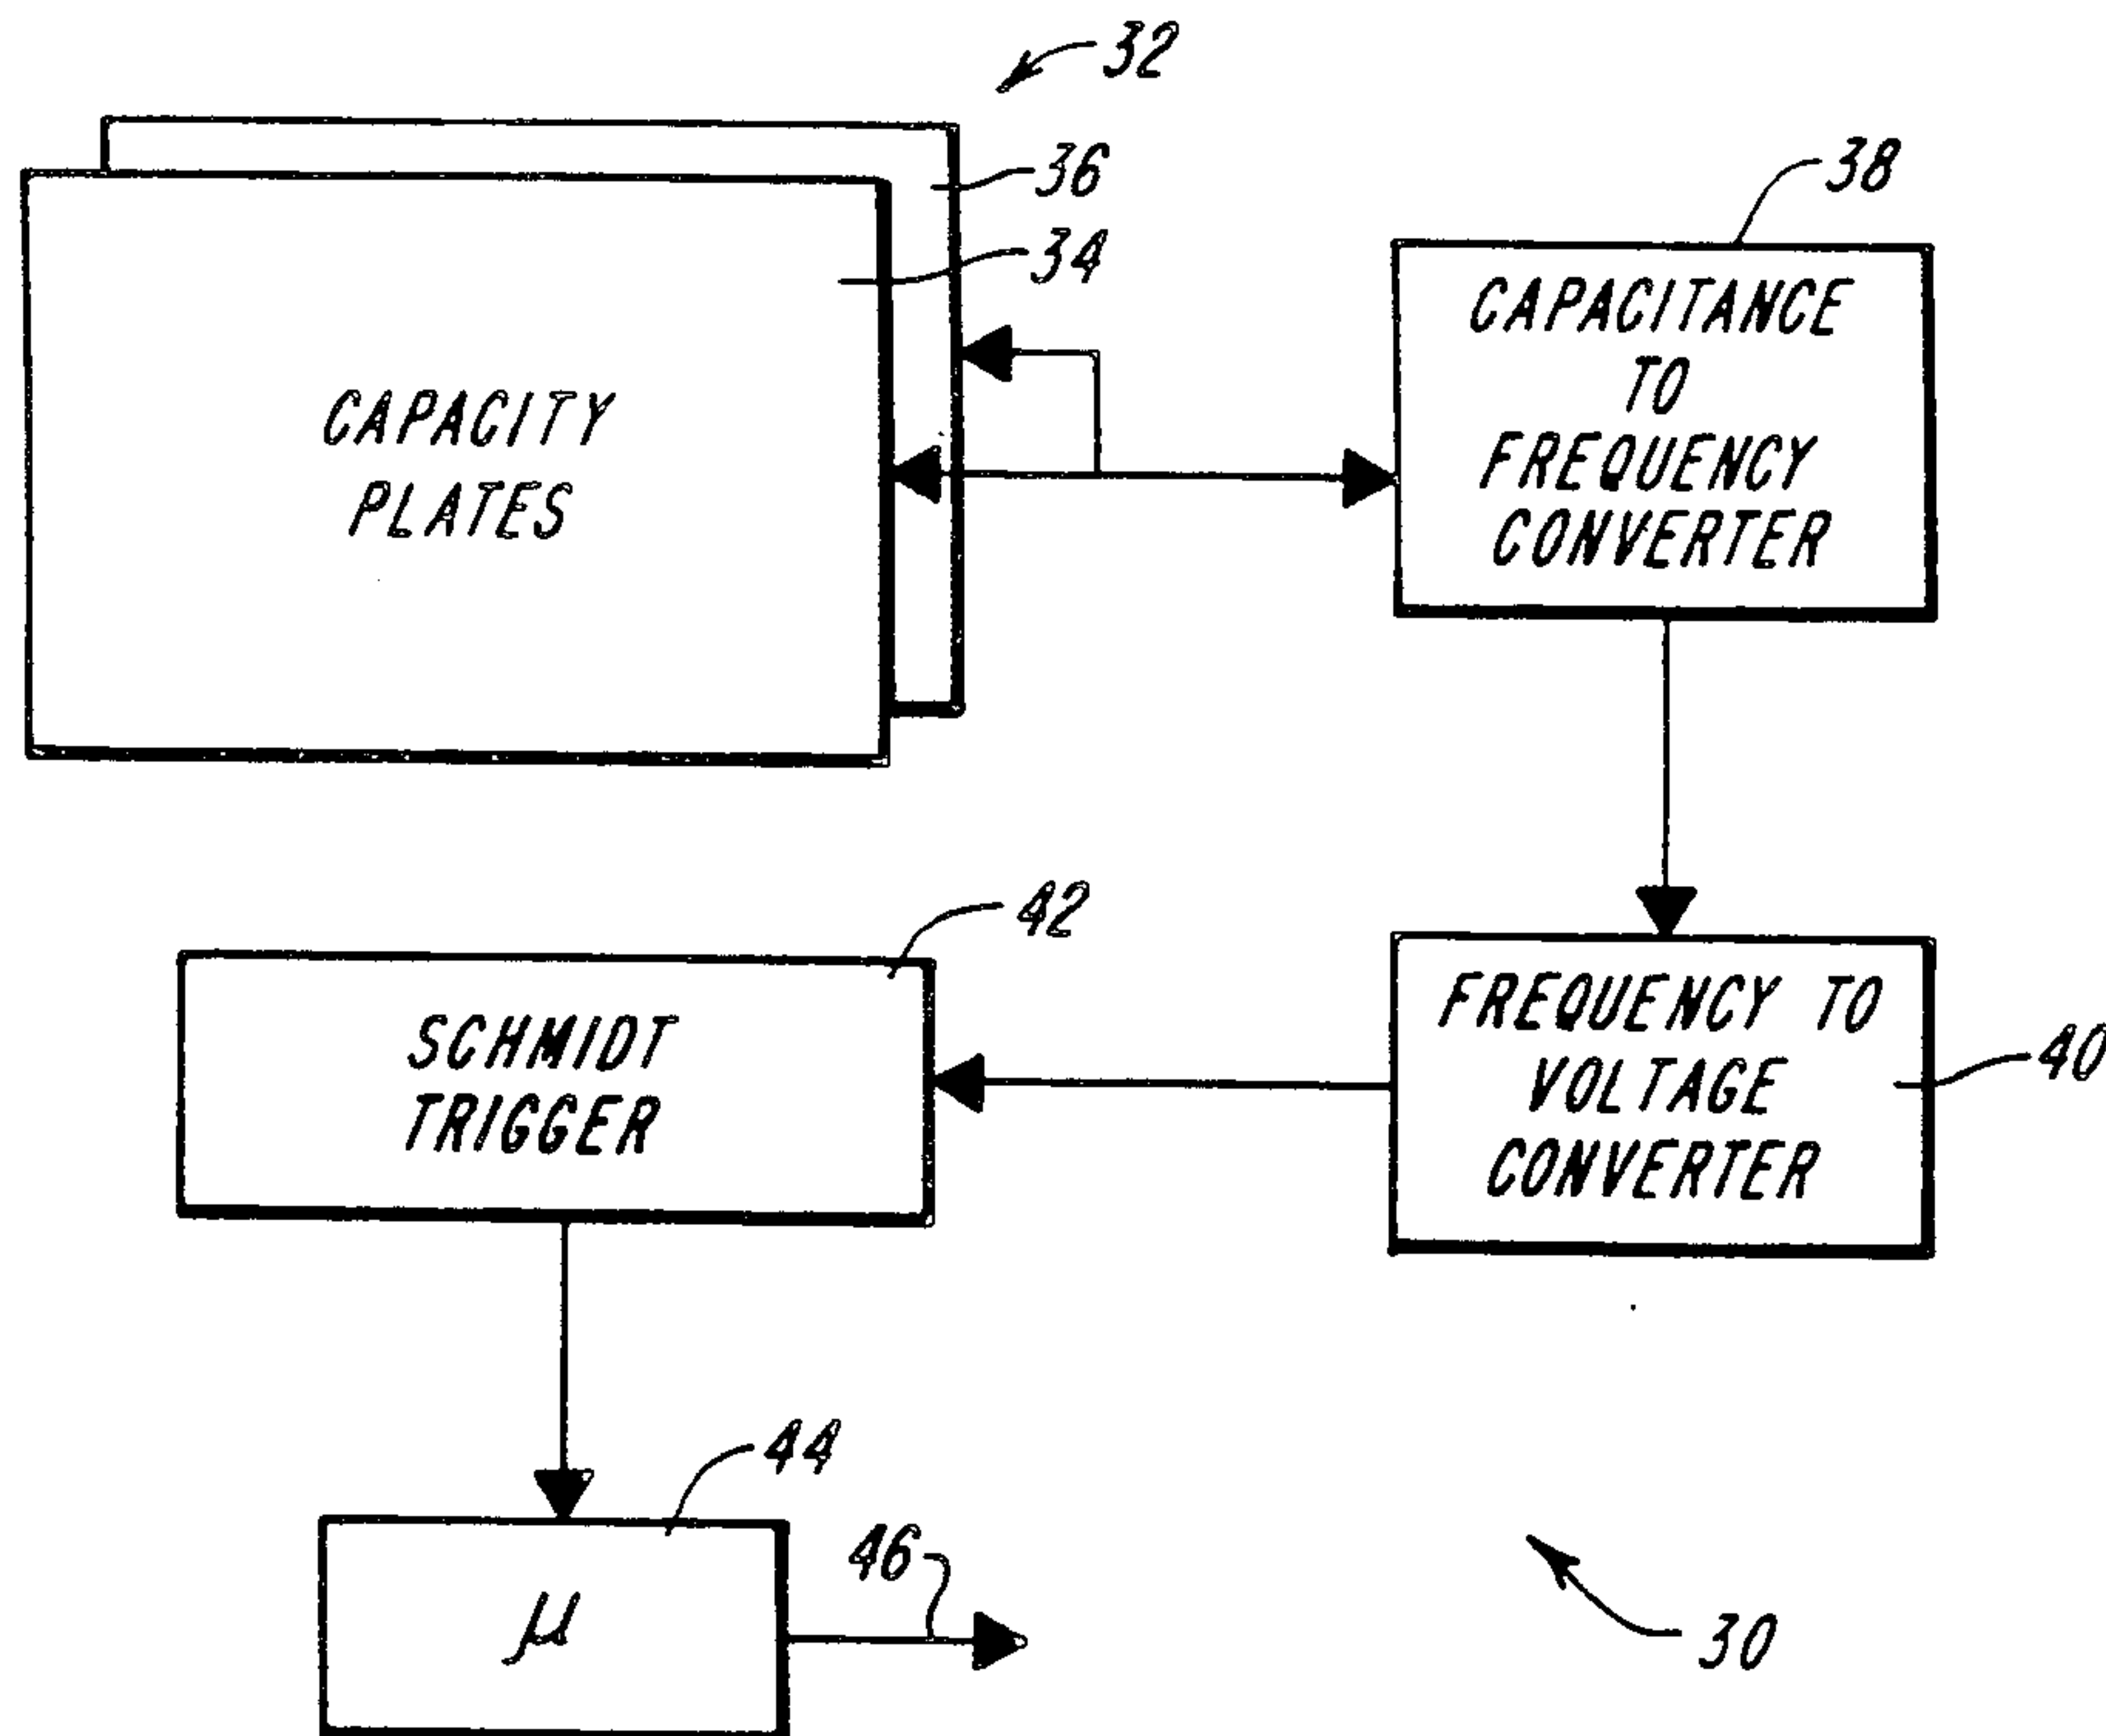 32
36
34
38
CAPACITY
PLATES
CAPACITANCE
TO
FREQUENCY
CONVERTER
42
SCHMIDT
TRIGGER
FREQUENCY TO
VOLTAGE
CONVERTER
40
44
μ
46
30